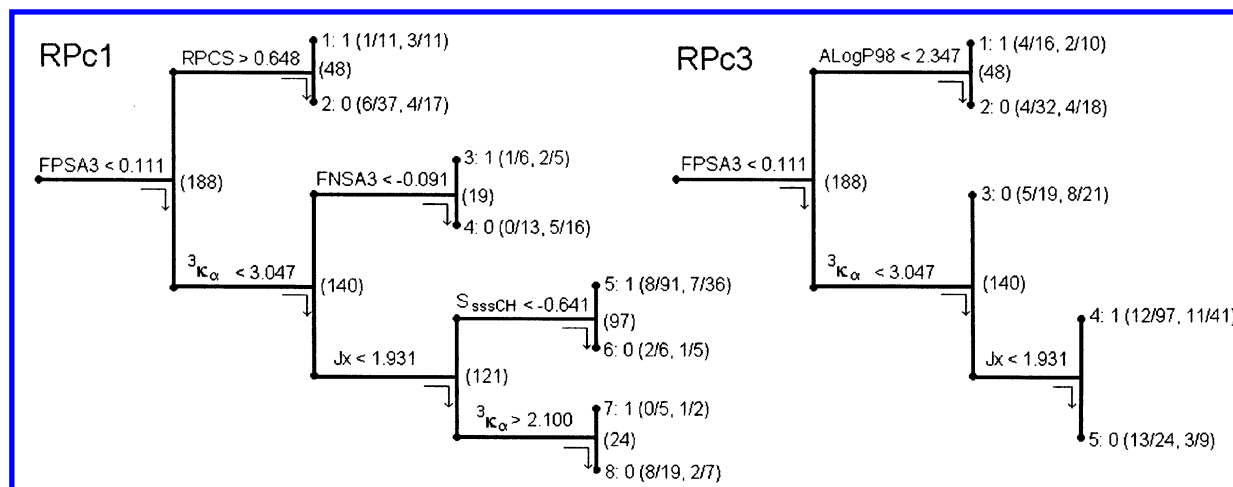 RPc1
RPCS > 0.648
1: 1 (1/11, 3/11)
(48)
2: 0 (6/37, 4/17)
FPSA3 < 0.111
(188)
FNSA3 < -0.091
3: 1 (1/6, 2/5)
(19)
4: 0 (0/13, 5/16)
³κα < 3.047
(140)
SsssCH < -0.641
5: 1 (8/91, 7/36)
(97)
6: 0 (2/6, 1/5)
Jx < 1.931
(121)
³κα > 2.100
7: 1 (0/5, 1/2)
(24)
8: 0 (8/19, 2/7)
RPc3
ALogP98 < 2.347
1: 1 (4/16, 2/10)
(48)
2: 0 (4/32, 4/18)
FPSA3 < 0.111
(188)
3: 0 (5/19, 8/21)
³κα < 3.047
(140)
4: 1 (12/97, 11/41)
Jx < 1.931
5: 0 (13/24, 3/9)